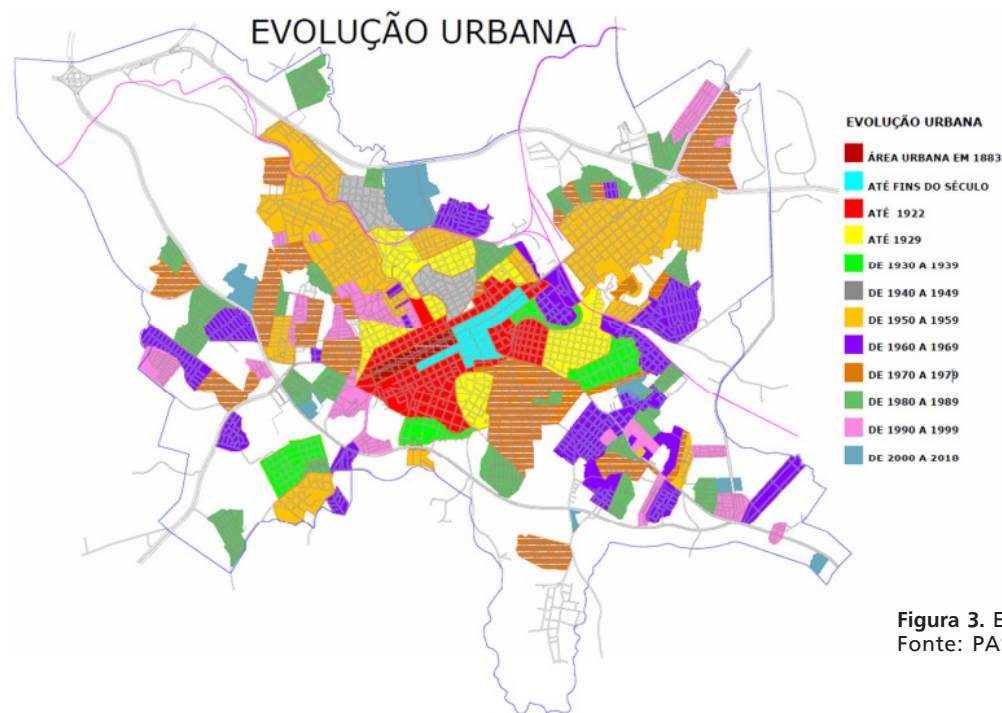 EVOLUÇÃO URBANA
EVOLUÇÃO URBANA
ÁREA URBANA EM 1883
ATÉ FINS DO SÉCULO
ATÉ 1922
ATÉ 1929
DE 1930 A 1939
DE 1940 A 1949
DE 1950 A 1959
DE 1960 A 1969
DE 1970 A 1979
DE 1980 A 1989
DE 1990 A 1999
DE 2000 A 2018
Figura 3. E
Fonte: PA